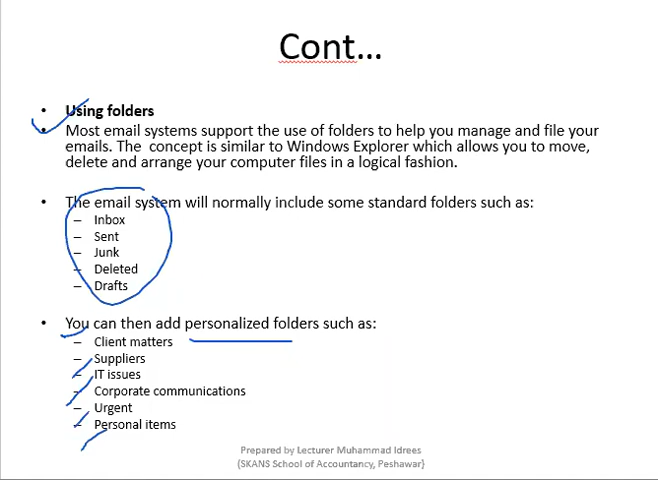 Cont...
• Using folders
• Most email systems support the use of folders to help you manage and file your
emails. The concept is similar to Windows Explorer which allows you to move,
delete and arrange your computer files in a logical fashion.
• The email system will normally include some standard folders such as:
– Inbox
– Sent
– Junk
– Deleted
– Drafts
• You can then add personalized folders such as:
– Client matters
– Suppliers
– IT issues
– Corporate communications
– Urgent
– Personal items
Prepared by Lecturer Muhammad Idrees
(SKANS School of Accountancy, Peshawar}